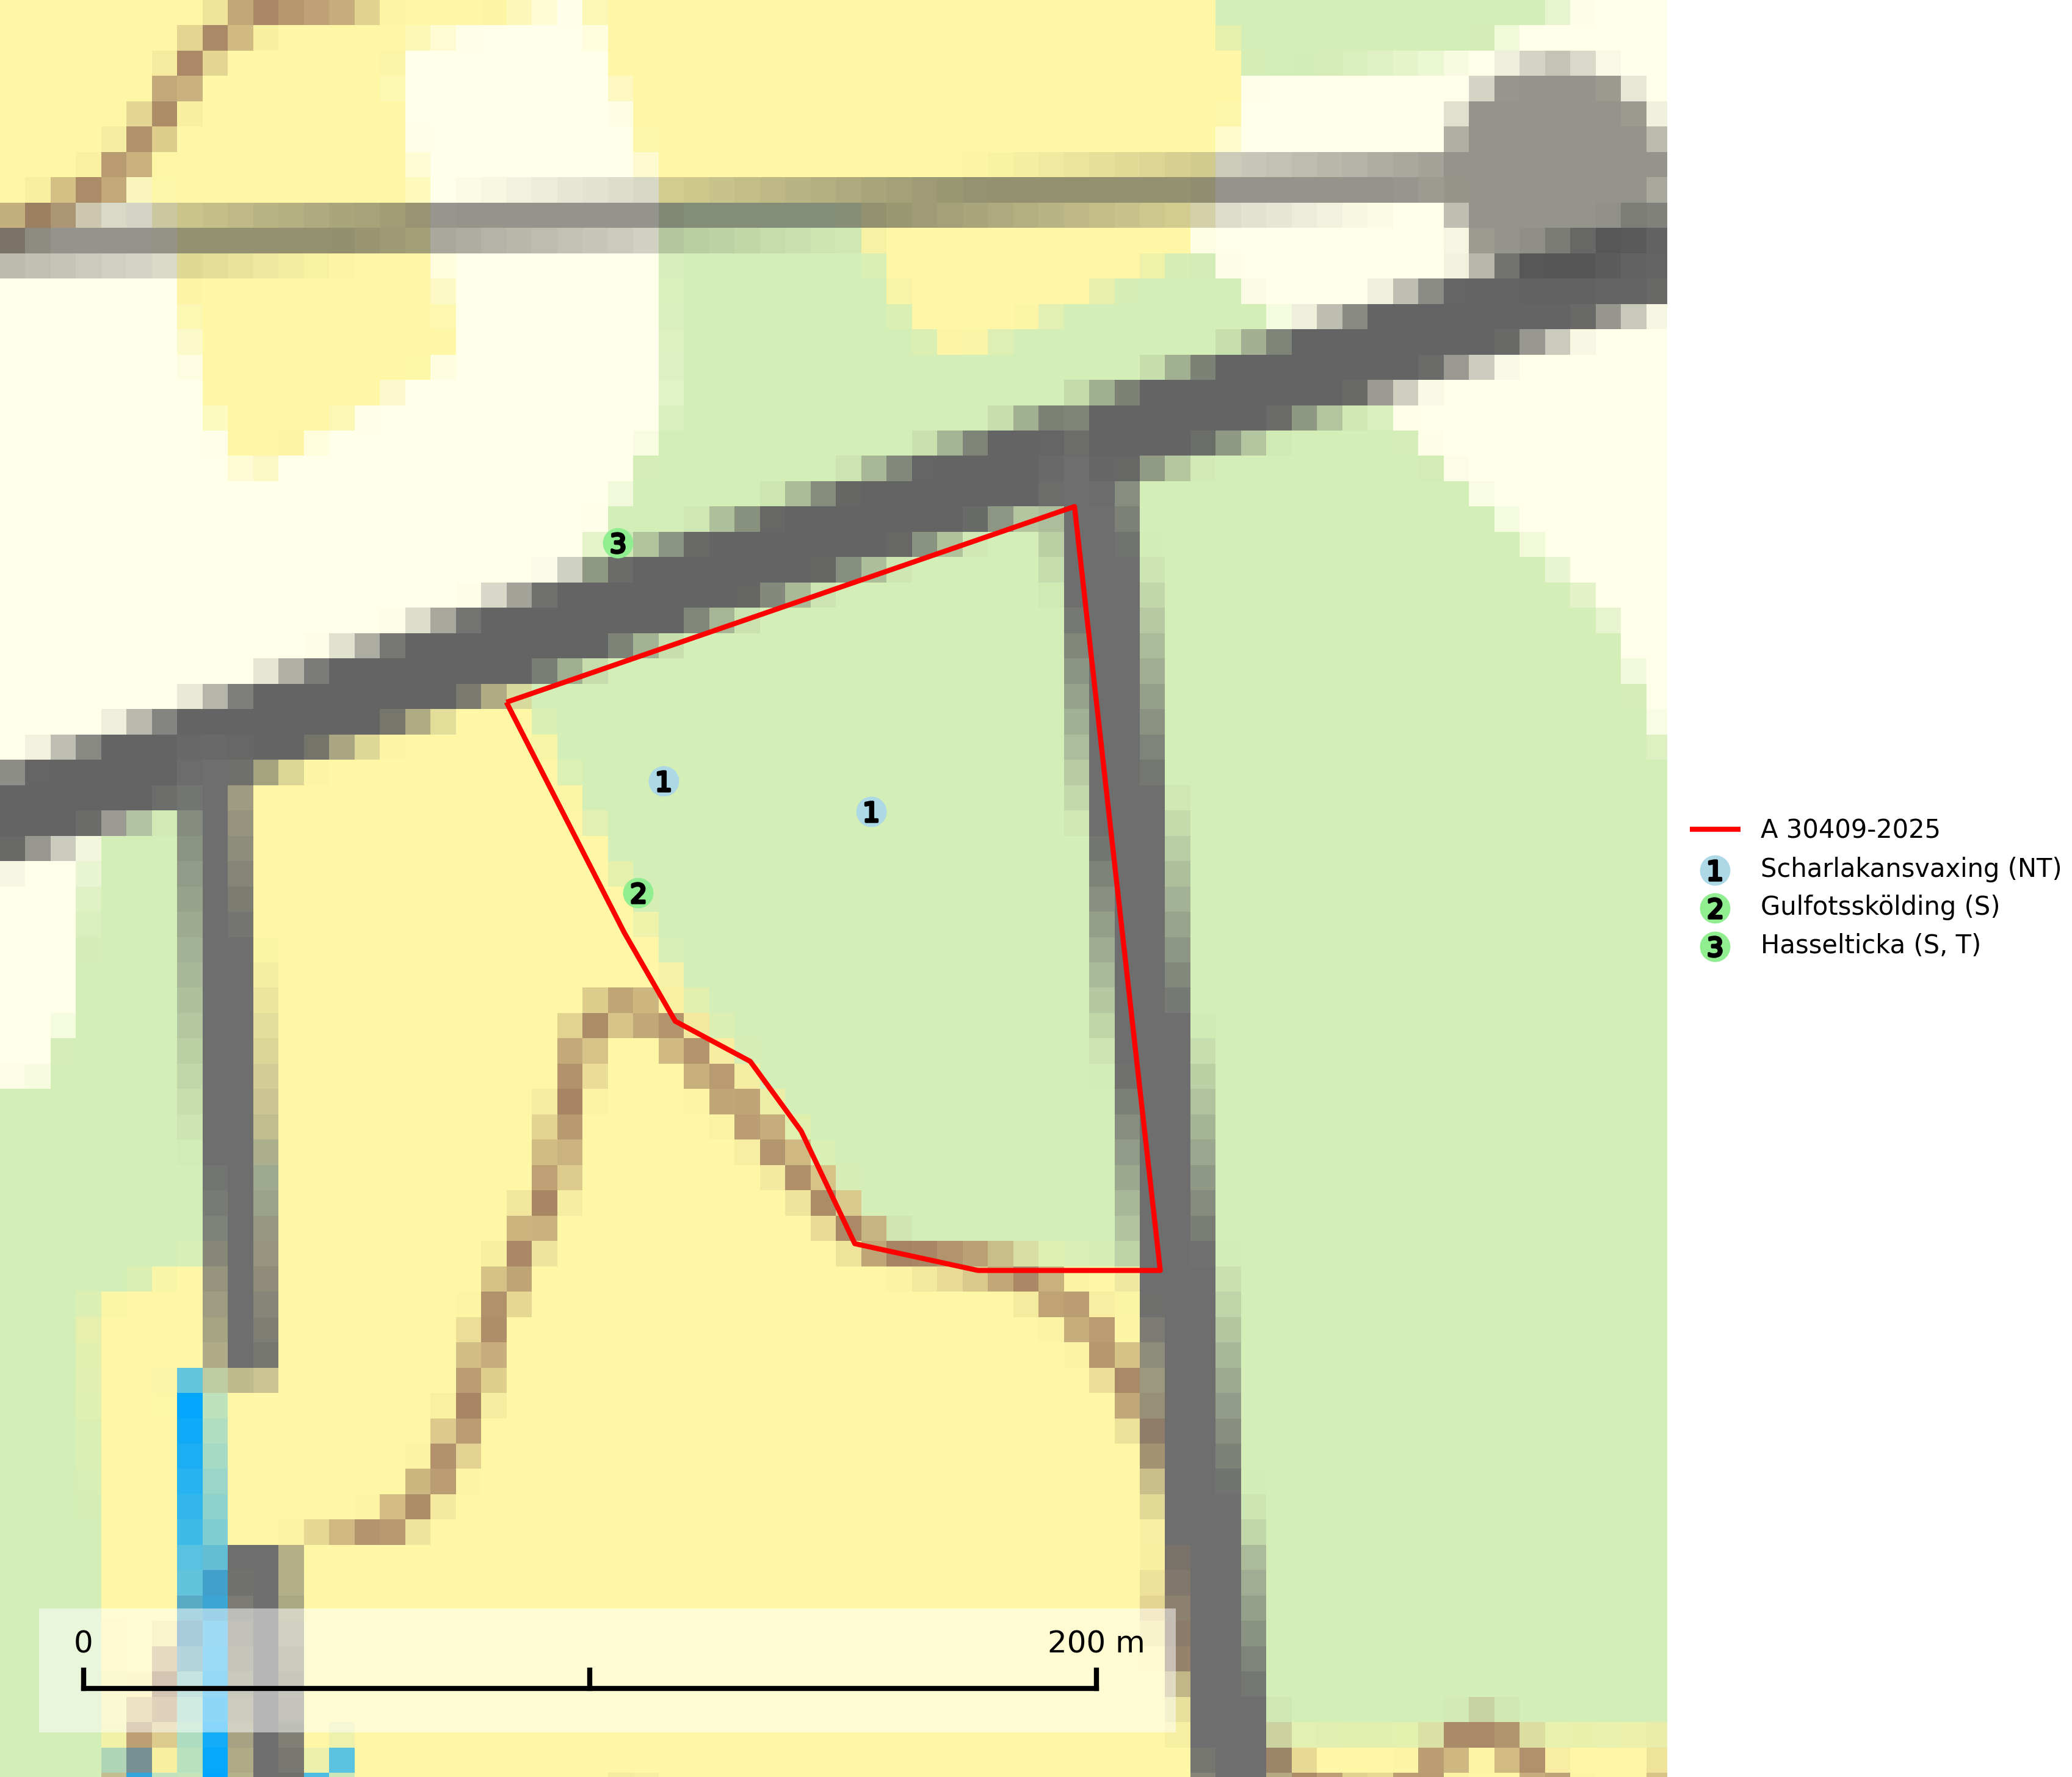 3
1
1
2
A 30409-2025
1 Scharlakansvaxing (NT)
2 Gulfotsskölding (S)
3 Hasselticka (S, T)
0 200 m